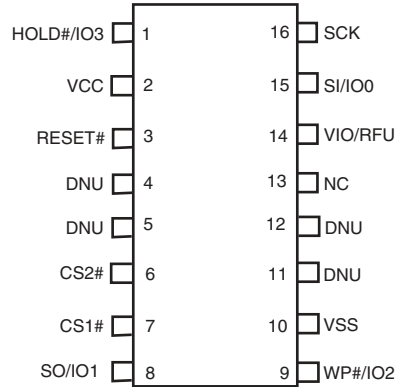 HOLD#/IO3 1 16 SCK
VCC 2 15 SI/IO0
RESET# 3 14 VIO/RFU
DNU 4 13 NC
DNU 5 12 DNU
CS2# 6 11 DNU
CS1# 7 10 VSS
SO/IO1 8 9 WP#/IO2